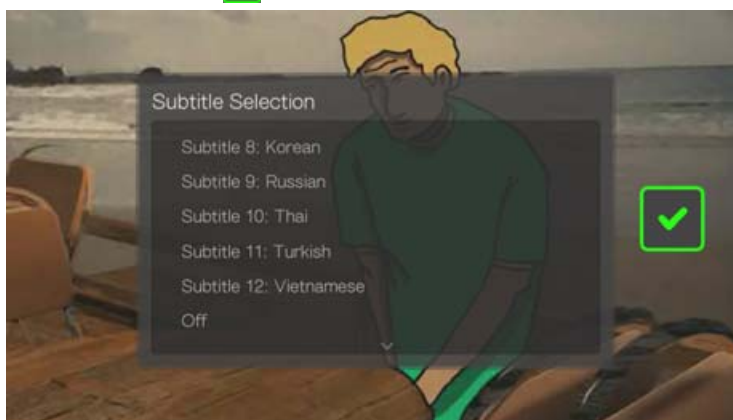 Subtitle Selection
Subtitle 8: Korean
Subtitle 9: Russian
Subtitle 10: Thai
Subtitle 11: Turkish
Subtitle 12: Vietnamese
Off